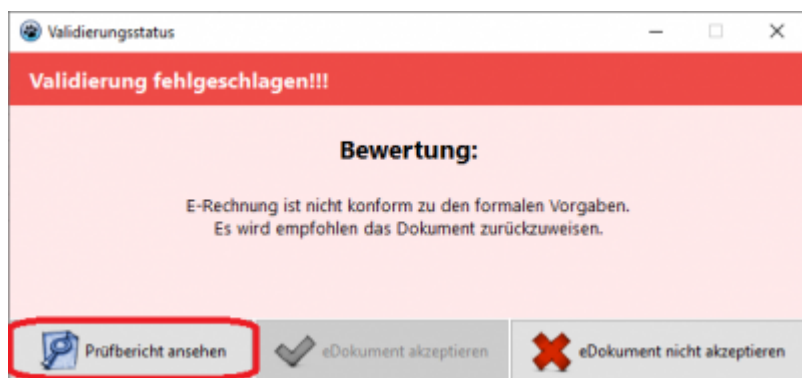 Validierungsstatus
Validierung fehlgeschlagen!!!
Bewertung:
E-Rechnung ist nicht konform zu den formalen Vorgaben.
Es wird empfohlen das Dokument zurückzuweisen.
Prüfbericht ansehen
eDokument akzeptieren
eDokument nicht akzeptieren